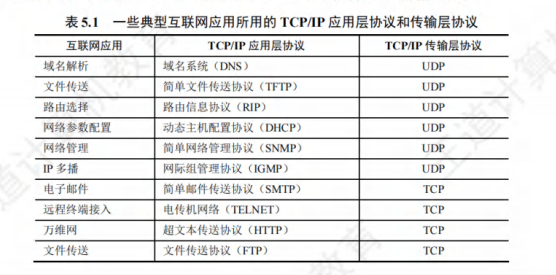 表 5.1 一些典型互联网应用所用的 TCP/IP 应用层协议和传输层协议
互联网应用 TCP/IP 应用层协议 TCP/IP 传输层协议
域名解析 域名系统（DNS） UDP
文件传送 简单文件传送协议（TFTP） UDP
路由选择 路由信息协议（RIP） UDP
网络参数配置 动态主机配置协议（DHCP） UDP
网络管理 简单网络管理协议（SNMP） UDP
IP 多播 网际组管理协议（IGMP） UDP
电子邮件 简单邮件传送协议（SMTP） TCP
远程终端接入 电传机网络（TELNET） TCP
万维网 超文本传送协议（HTTP） TCP
文件传送 文件传送协议（FTP） TCP